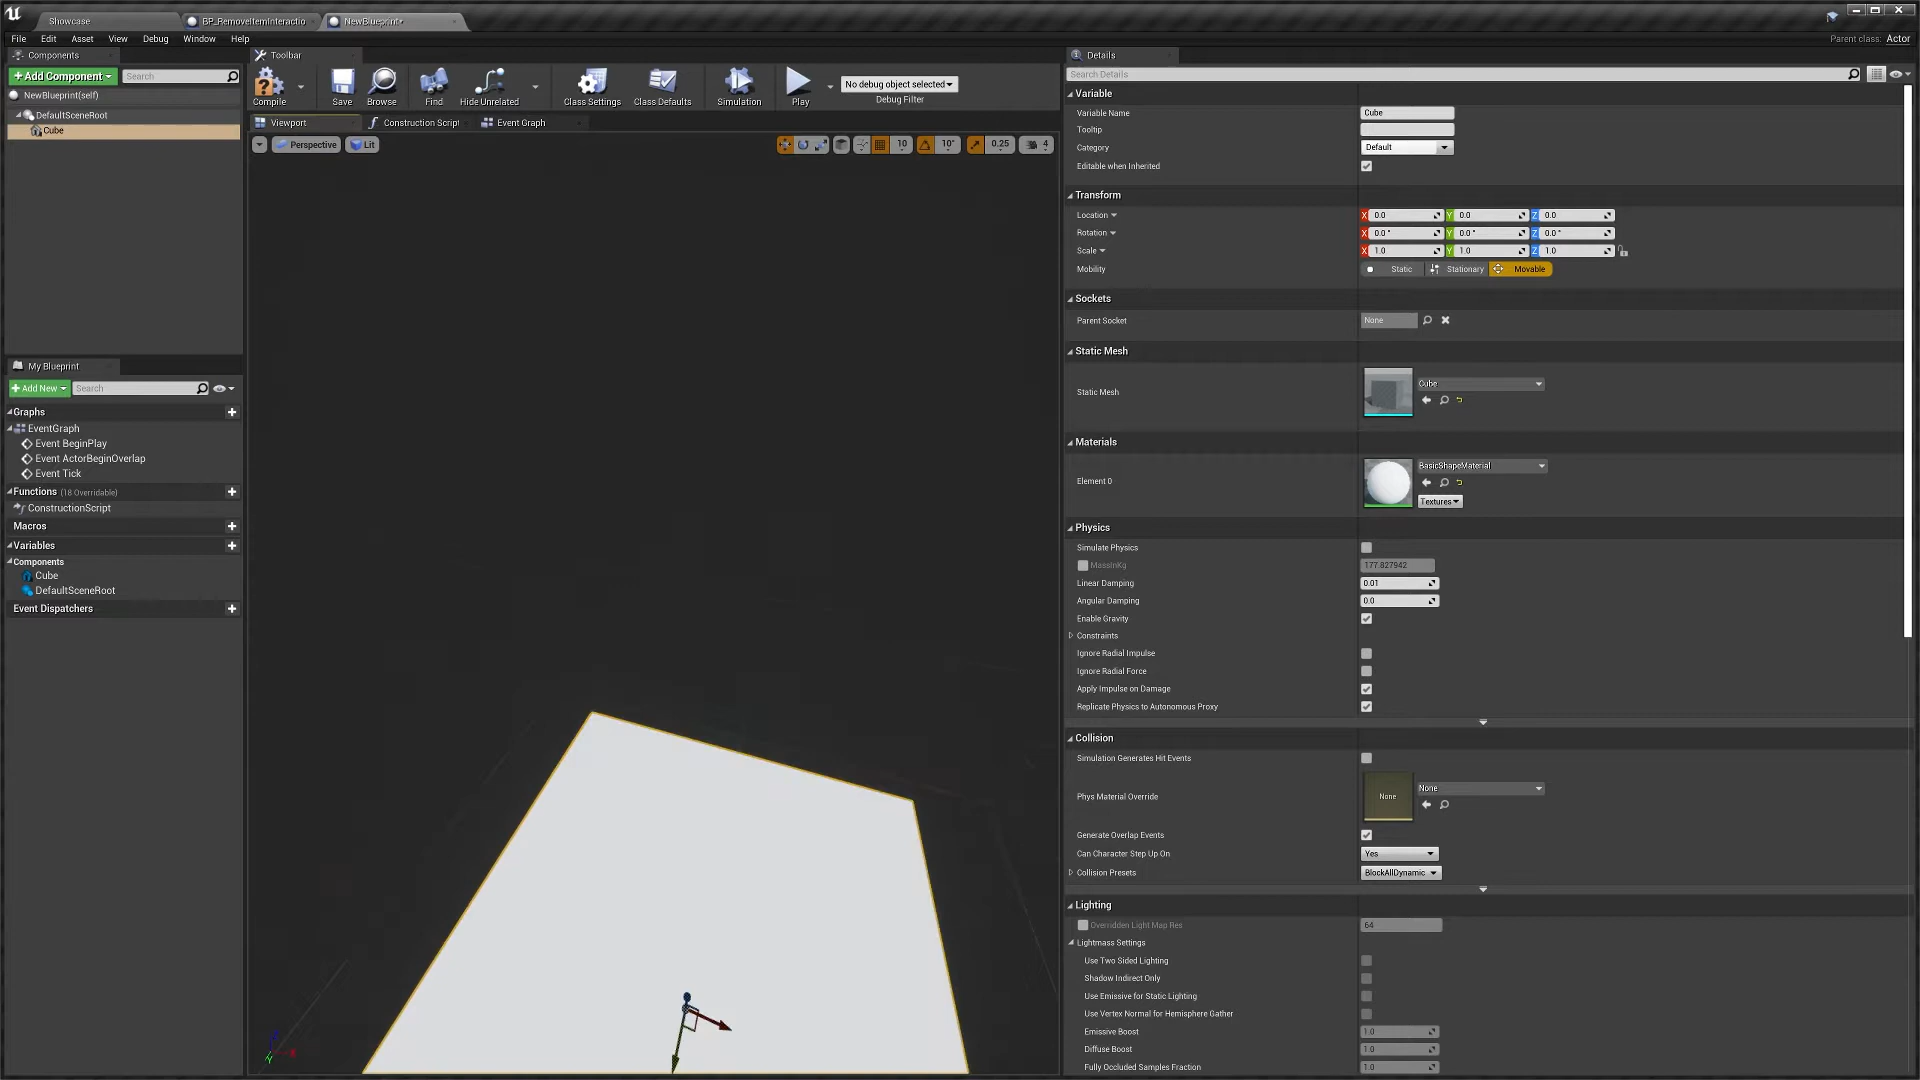 Showcase
BP_RemoveItemInteractio
NewBlueprint*
File Edit Asset View Debug Window Help
Parent class: Actor
Components
+Add Component
Search
NewBlueprint(self)
DefaultSceneRoot
Cube
My Blueprint
+Add New
Search
Graphs
EventGraph
Event BeginPlay
Event ActorBeginOverlap
Event Tick
Functions (18 Overridable)
ConstructionScript
Macros
Variables
Components
Cube
DefaultSceneRoot
Event Dispatchers
Toolbar
Compile
Save
Browse
Find
Hide Unrelated
Class Settings
Class Defaults
Simulation
Play
No debug object selected
Debug Filter
Viewport
Construction Script
Event Graph
Perspective
Lit
10
10°
0.25
4
Details
Search Details
Variable
Variable Name Cube
Tooltip
Category Default
Editable when Inherited
Transform
Location X 0.0 Y 0.0 Z 0.0
Rotation X 0.0 ° Y 0.0 ° Z 0.0 °
Scale X 1.0 Y 1.0 Z 1.0
Mobility Static Stationary Movable
Sockets
Parent Socket None
Static Mesh
Static Mesh Cube
Materials
Element 0 BasicShapeMaterial
Textures
Physics
Simulate Physics
MassInKg 177.827942
Linear Damping 0.01
Angular Damping 0.0
Enable Gravity
Constraints
Ignore Radial Impulse
Ignore Radial Force
Apply Impulse on Damage
Replicate Physics to Autonomous Proxy
Collision
Simulation Generates Hit Events
Phys Material Override None None
Generate Overlap Events
Can Character Step Up On Yes
Collision Presets BlockAllDynamic
Lighting
Overridden Light Map Res 64
Lightmass Settings
Use Two Sided Lighting
Shadow Indirect Only
Use Emissive for Static Lighting
Use Vertex Normal for Hemisphere Gather
Emissive Boost 1.0
Diffuse Boost 1.0
Fully Occluded Samples Fraction 1.0